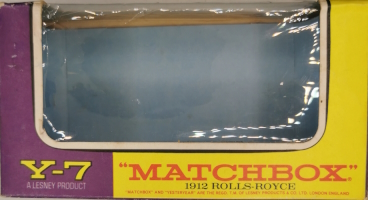 Y-7
A LESNEY PRODUCT
"MATCHBOX"
1912 ROLLS-ROYCE
"MATCHBOX" AND "YESTERYEAR" ARE THE REGD. T.M. OF LESNEY PRODUCTS & CO. LTD. LONDON, ENGLAND